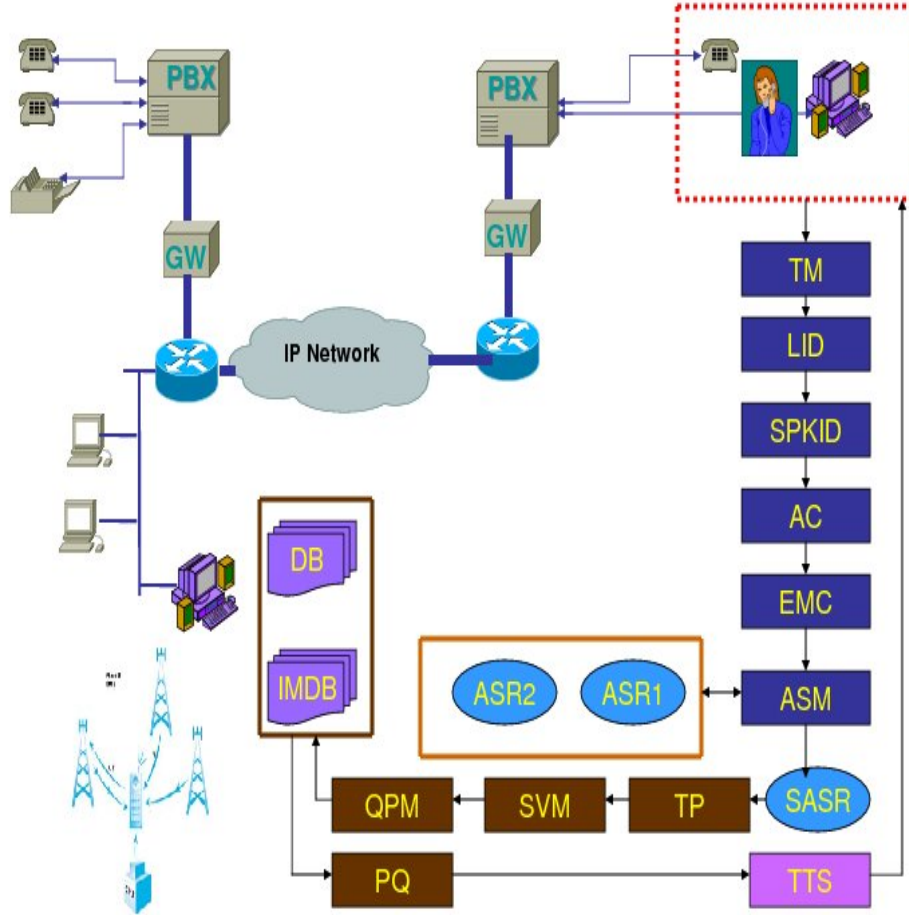 PBX
PBX
GW
GW
IP Network
TM
LID
SPKID
AC
EMC
ASM
DB
IMDB
ASR2
ASR1
SASR
TP
SVM
QPM
PQ
TTS